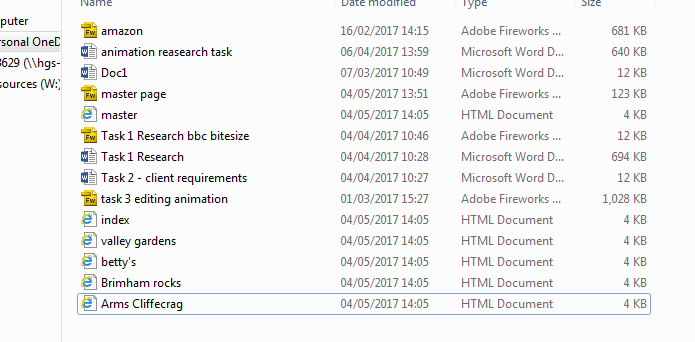 Name Date modified Type Size
puter
amazon 16/02/2017 14:15 Adobe Fireworks ... 681 KB
rsonal OneD
animation reasearch task 06/04/2017 13:59 Microsoft Word D... 640 KB
8629 (\\hgs-
Doc1 07/03/2017 10:49 Microsoft Word D... 12 KB
sources (W:)
master page 04/05/2017 13:51 Adobe Fireworks ... 123 KB
master 04/05/2017 14:05 HTML Document 4 KB
Task 1 Research bbc bitesize 04/04/2017 10:46 Adobe Fireworks ... 12 KB
Task 1 Research 04/04/2017 10:28 Microsoft Word D... 694 KB
Task 2 - client requirements 04/04/2017 10:27 Microsoft Word D... 12 KB
task 3 editing animation 01/03/2017 15:27 Adobe Fireworks ... 1,028 KB
index 04/05/2017 14:05 HTML Document 4 KB
valley gardens 04/05/2017 14:05 HTML Document 4 KB
betty's 04/05/2017 14:05 HTML Document 4 KB
Brimham rocks 04/05/2017 14:05 HTML Document 4 KB
Arms Cliffecrag 04/05/2017 14:05 HTML Document 4 KB